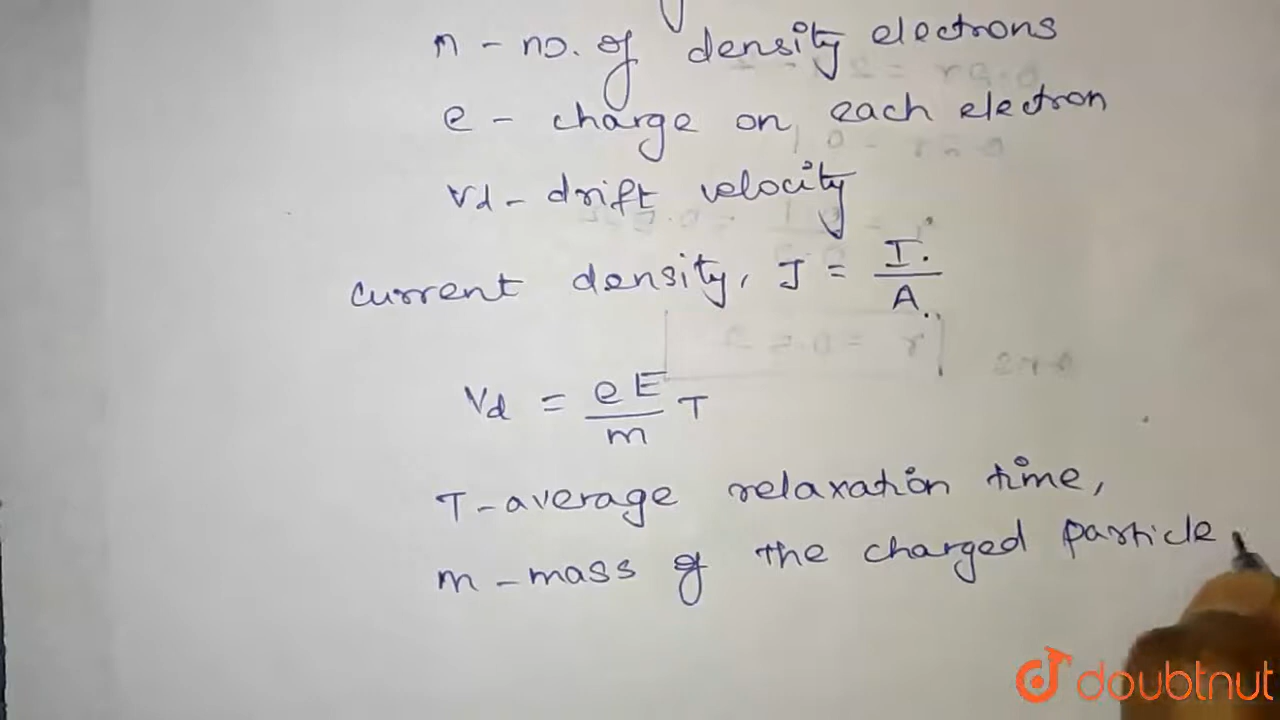 n - no. of density electrons
e - charge on each electron
Vd - drift velocity
current density, J = I/A
Vd = eE/m T
T - average relaxation time,
m - mass of the charged particle
doubtnut